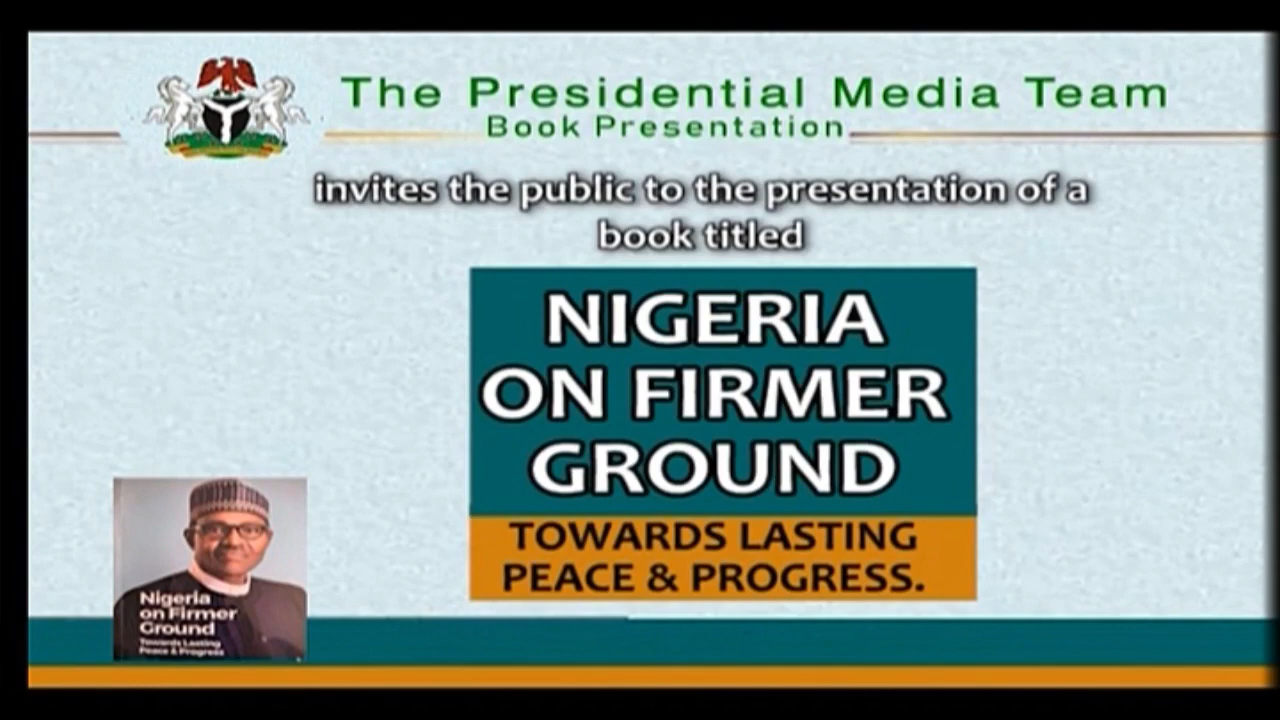 The Presidential Media Team
Book Presentation
invites the public to the presentation of a
book titled
NIGERIA
ON FIRMER
GROUND
TOWARDS LASTING
PEACE & PROGRESS.
Nigeria
on Firmer
Ground
Towards Lasting
Peace & Progress